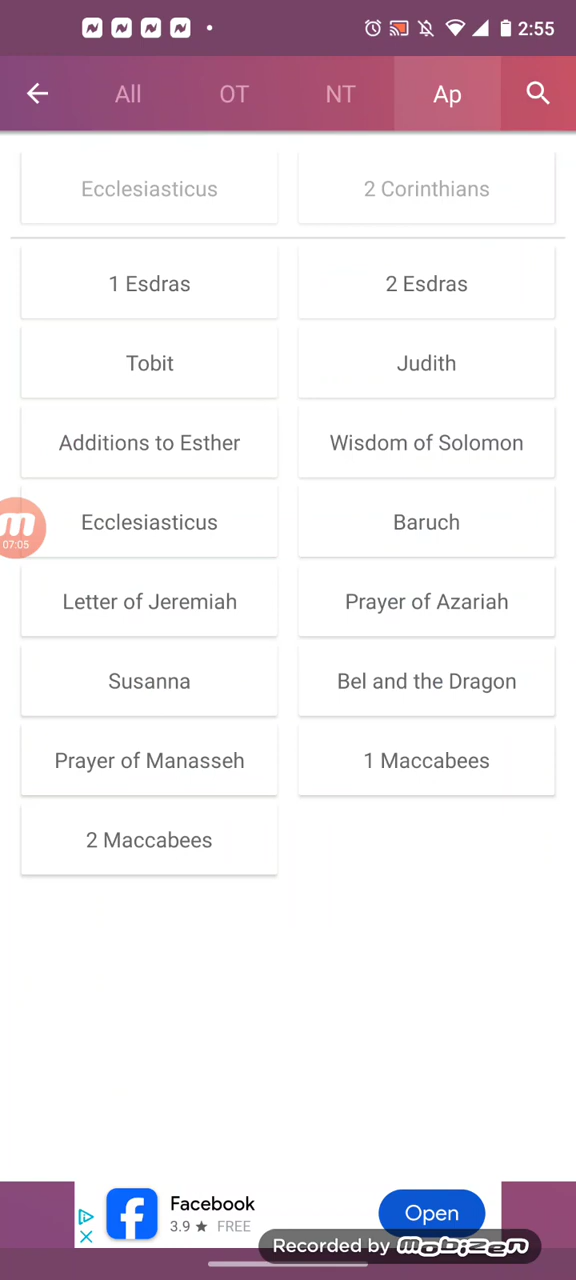 2:55
All OT NT Ap
Ecclesiasticus 2 Corinthians
1 Esdras 2 Esdras
Tobit Judith
Additions to Esther Wisdom of Solomon
Ecclesiasticus Baruch
07:05
Letter of Jeremiah Prayer of Azariah
Susanna Bel and the Dragon
Prayer of Manasseh 1 Maccabees
2 Maccabees
Facebook
3.9 ★ FREE
Open
Recorded by mobizen